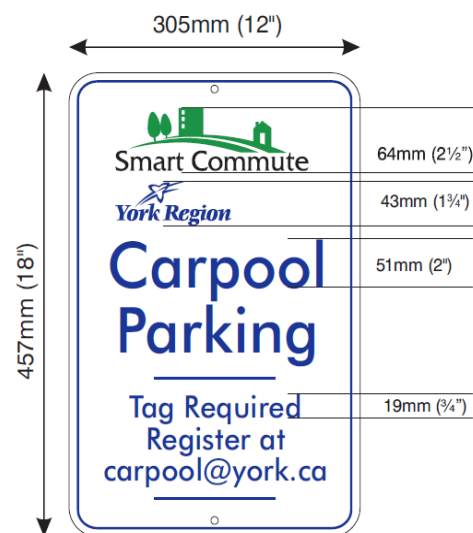 305mm (12")
457mm (18")
Smart Commute
64mm (2½")
York Region
43mm (1¾")
Carpool
51mm (2")
Parking
Tag Required
19mm (¾")
Register at
carpool@york.ca